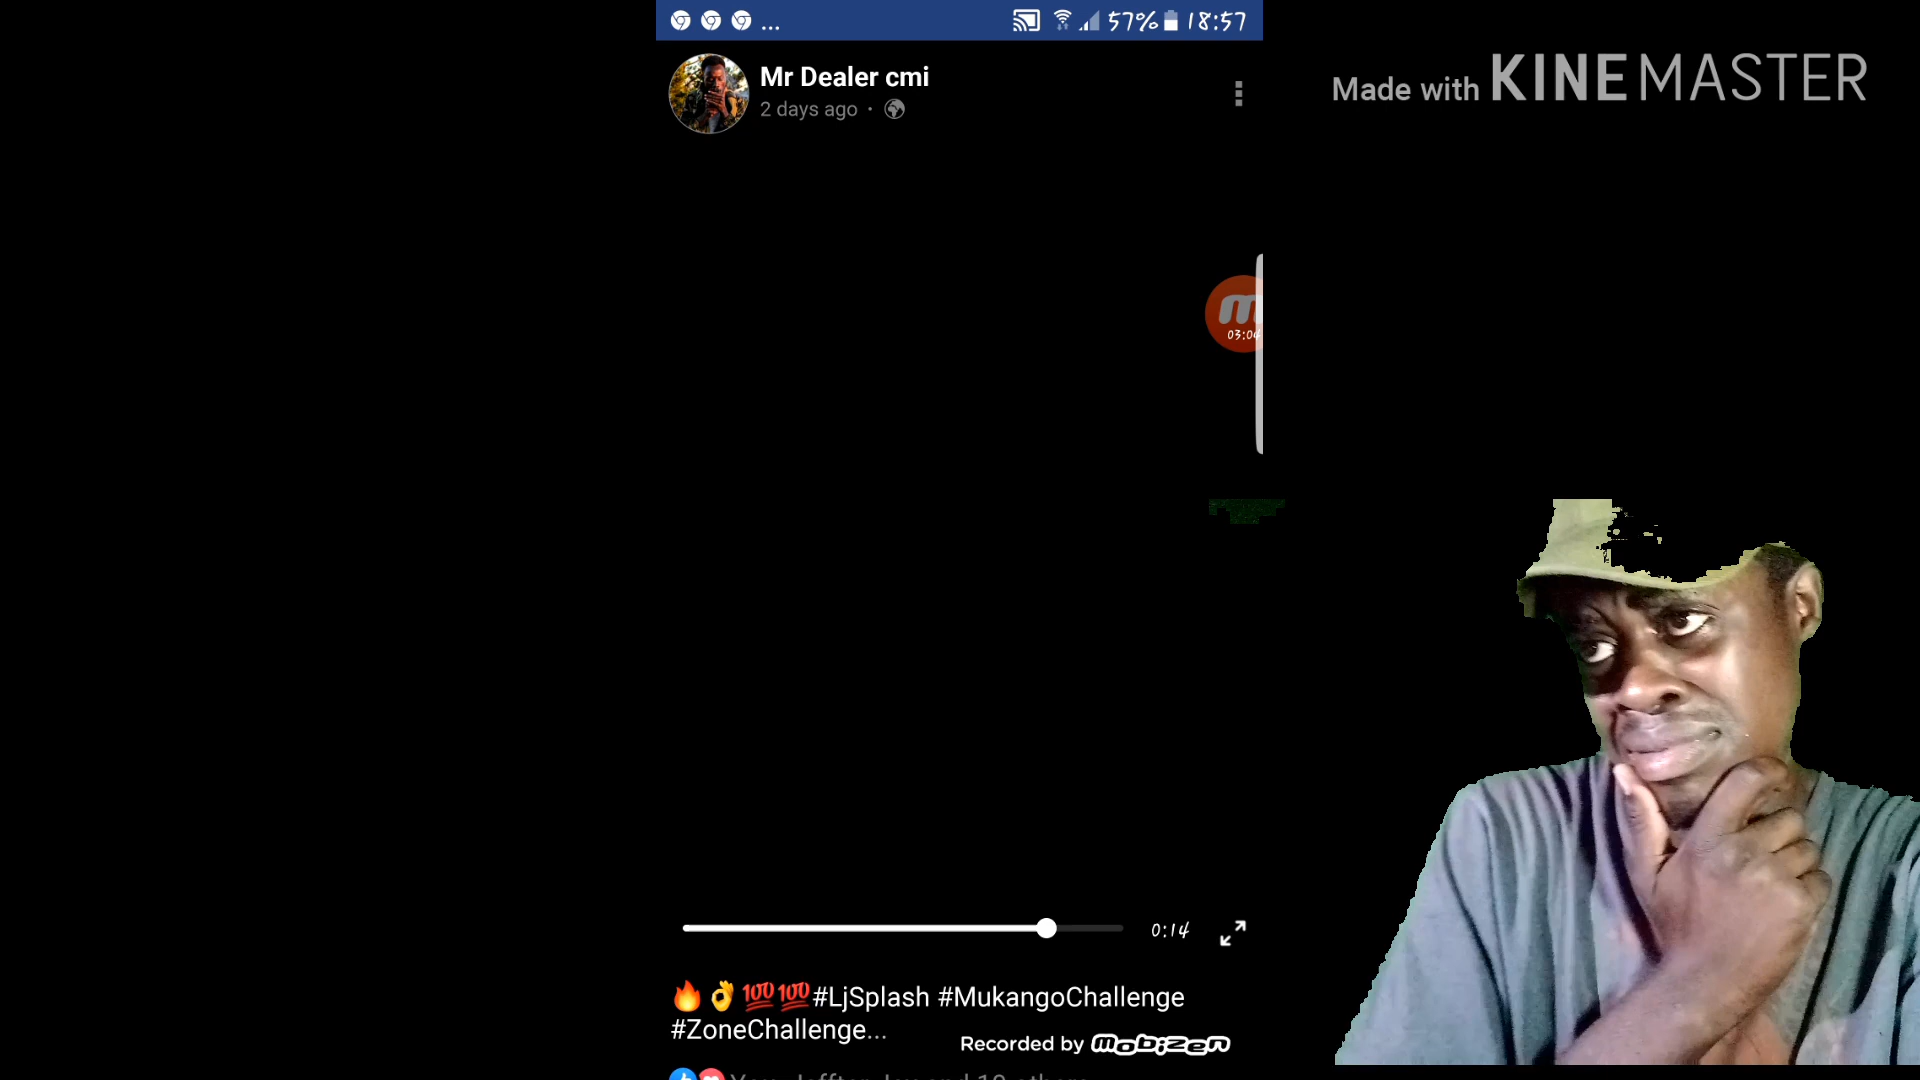 ... 57% 18:57
Mr Dealer cmi
2 days ago ·
Made with KINEMASTER
03:04
0:14
🔥👌💯💯#LjSplash #MukangoChallenge
#ZoneChallenge...
Recorded by mobizen